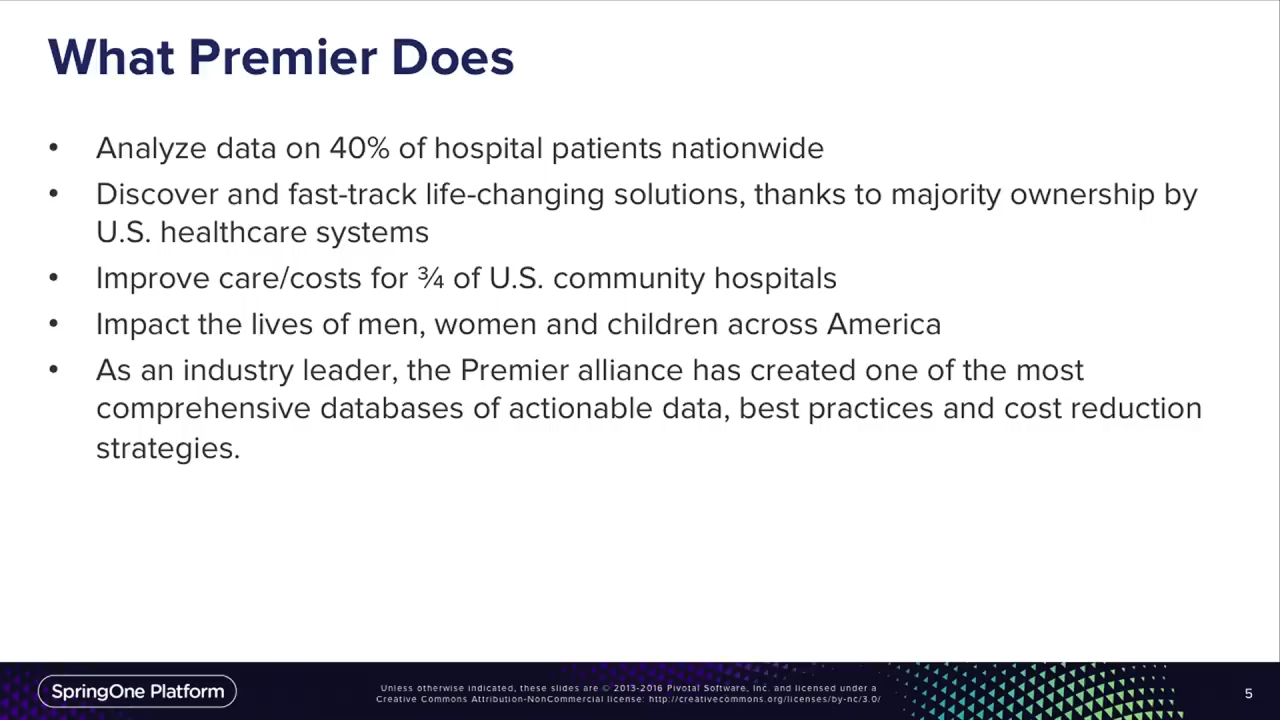 What Premier Does
• Analyze data on 40% of hospital patients nationwide
• Discover and fast-track life-changing solutions, thanks to majority ownership by
U.S. healthcare systems
• Improve care/costs for ¾ of U.S. community hospitals
• Impact the lives of men, women and children across America
• As an industry leader, the Premier alliance has created one of the most
comprehensive databases of actionable data, best practices and cost reduction
strategies.
SpringOne Platform
Unless otherwise indicated, these slides are © 2013-2016 Pivotal Software, Inc. and licensed under a
Creative Commons Attribution-NonCommercial license: http://creativecommons.org/licenses/by-nc/3.0/
5